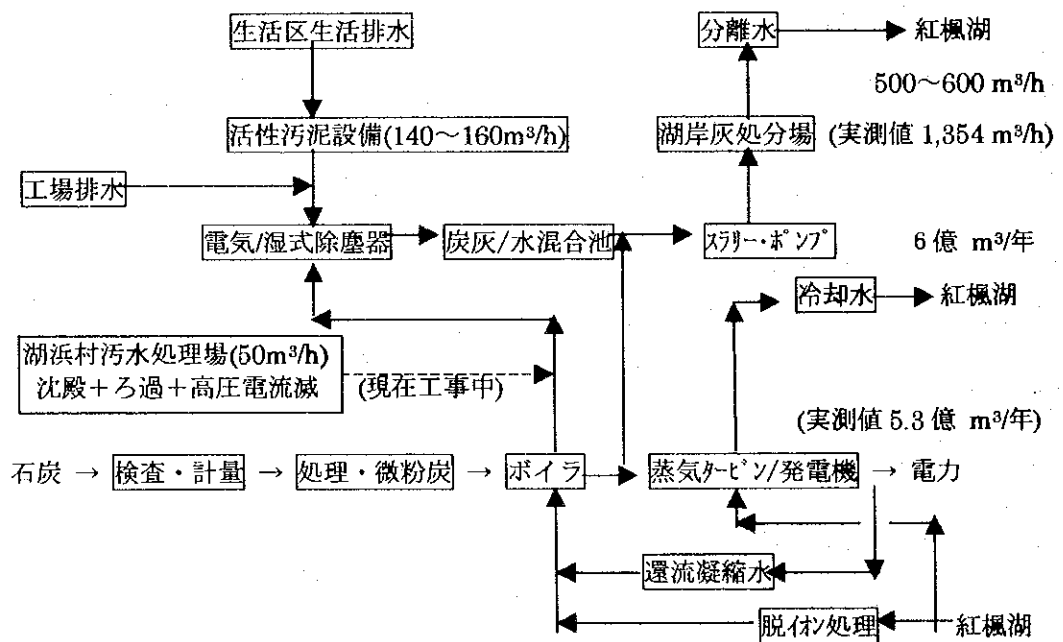 生活区生活排水
分離水
紅楓湖
500～600 m³/h
活性汚泥設備(140～160m³/h)
湖岸灰処分場
(実測値 1,354 m³/h)
工場排水
電気/湿式除塵器
炭灰/水混合池
ｽﾗﾘｰ・ﾎﾟﾝﾌﾟ
6億 m³/年
冷却水
紅楓湖
湖浜村汚水処理場(50m³/h)
沈殿＋ろ過＋高圧電流滅
(現在工事中)
(実測値 5.3億 m³/年)
石炭 → 検査・計量 → 処理・微粉炭 → ボイラ
蒸気ﾀｰﾋﾞﾝ/発電機 → 電力
還流凝縮水
脱ｲｵﾝ処理
紅楓湖